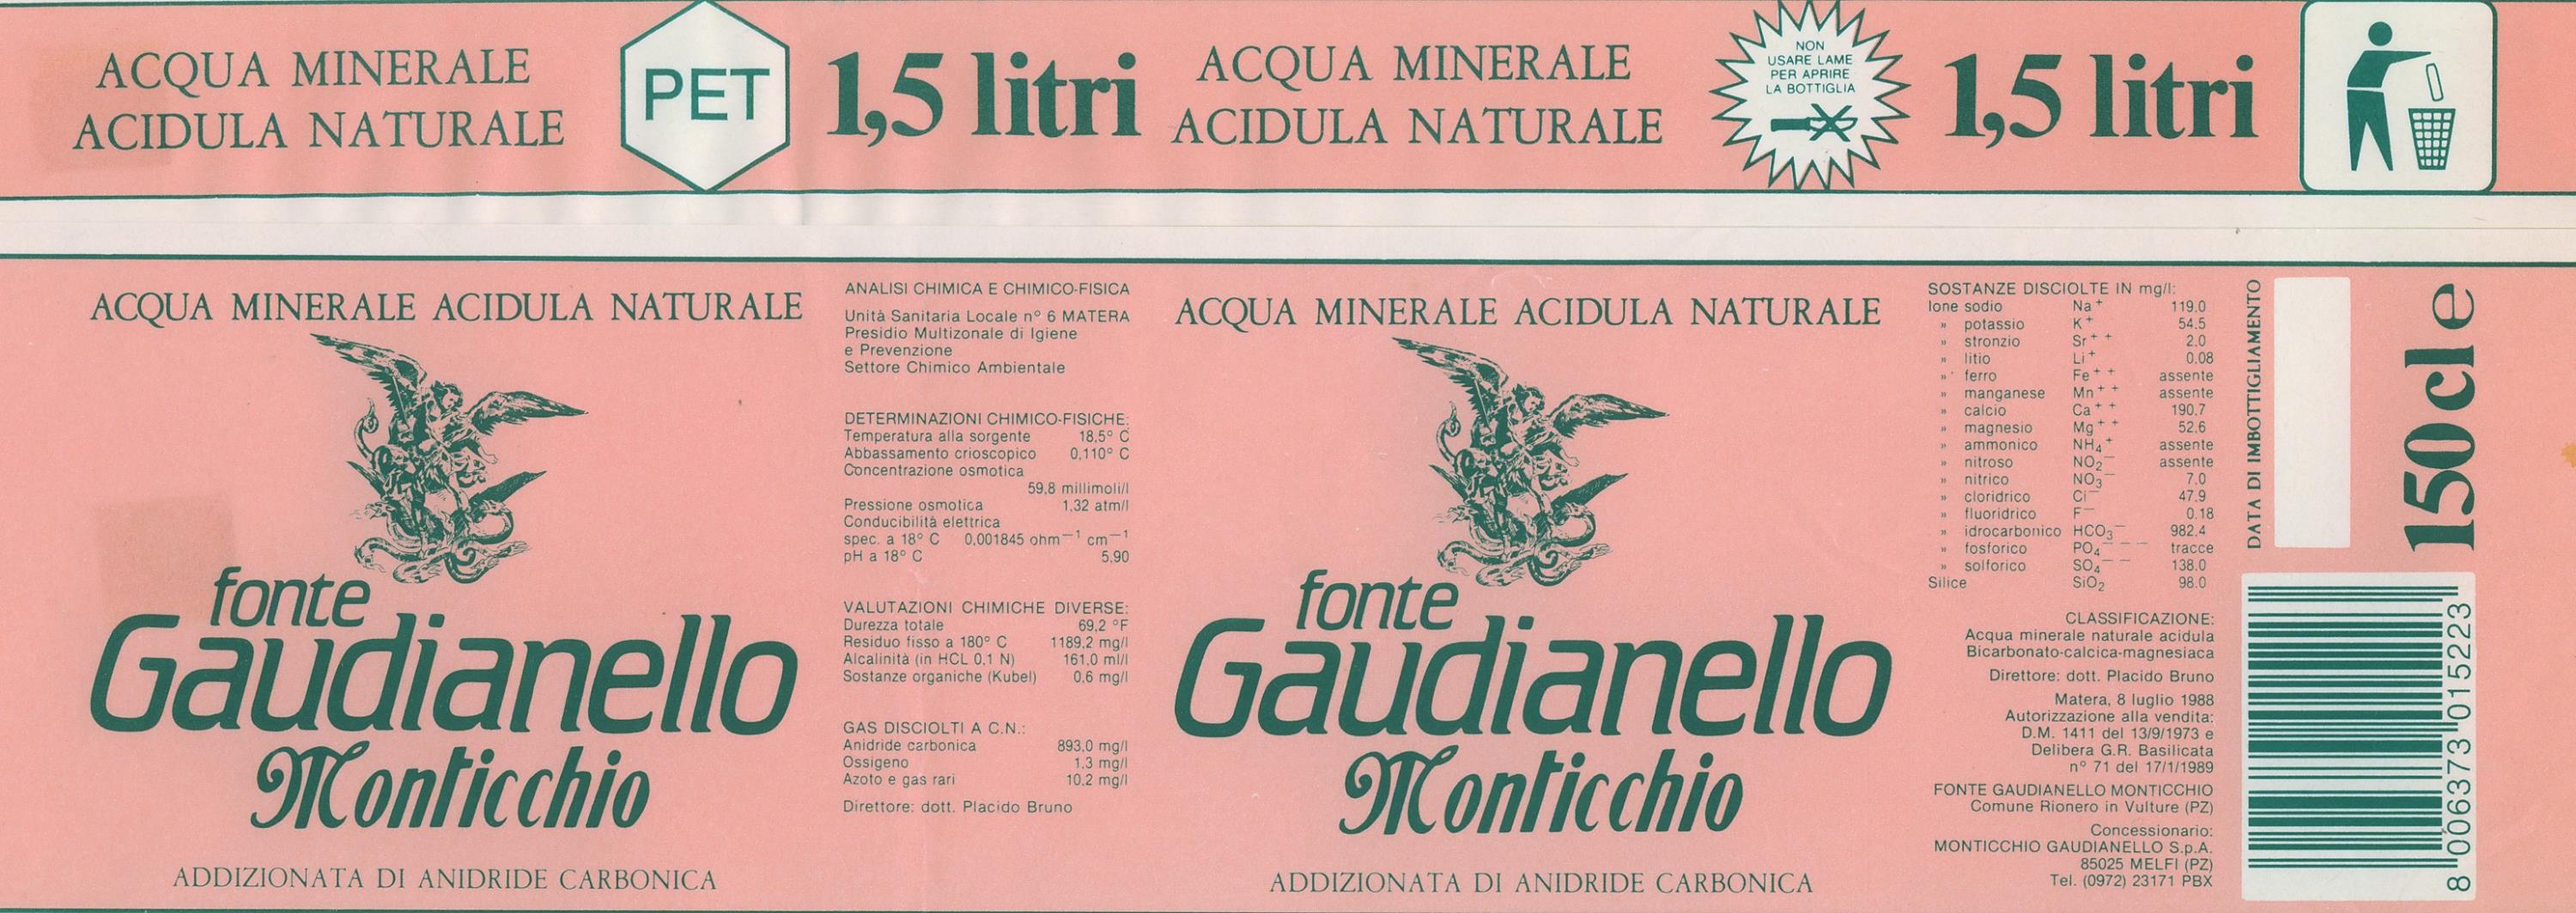 ACQUA MINERALE
ACIDULA NATURALE
PET
1,5 litri
ACQUA MINERALE
ACIDULA NATURALE
NON
USARE LAME
PER APRIRE
LA BOTTIGLIA
1,5 litri
ACQUA MINERALE ACIDULA NATURALE
fonte
Gaudianello
Monticchio
ADDIZIONATA DI ANIDRIDE CARBONICA
ANALISI CHIMICA E CHIMICO-FISICA
Unità Sanitaria Locale n° 6 MATERA
Presidio Multizonale di Igiene
e Prevenzione
Settore Chimico Ambientale
DETERMINAZIONI CHIMICO-FISICHE:
Temperatura alla sorgente 18,5° C
Abbassamento crioscopico 0,110° C
Concentrazione osmotica
59,8 millimoli/l
Pressione osmotica 1,32 atm/l
Conducibilità elettrica
spec. a 18° C 0,001845 ohm⁻¹ cm⁻¹
pH a 18° C 5,90
VALUTAZIONI CHIMICHE DIVERSE:
Durezza totale 69,2 °F
Residuo fisso a 180° C 1189,2 mg/l
Alcalinità (in HCL 0,1 N) 161,0 ml/l
Sostanze organiche (Kubel) 0,6 mg/l
GAS DISCIOLTI A C.N.:
Anidride carbonica 893,0 mg/l
Ossigeno 1,3 mg/l
Azoto e gas rari 10,2 mg/l
Direttore: dott. Placido Bruno
ACQUA MINERALE ACIDULA NATURALE
fonte
Gaudianello
Monticchio
ADDIZIONATA DI ANIDRIDE CARBONICA
SOSTANZE DISCIOLTE IN mg/l:
Ione sodio Na⁺ 119.0
» potassio K⁺ 54.5
» stronzio Sr⁺⁺ 2.0
» litio Li⁺ 0.08
» ferro Fe⁺⁺ assente
» manganese Mn⁺⁺ assente
» calcio Ca⁺⁺ 190.7
» magnesio Mg⁺⁺ 52.6
» ammonico NH₄⁺ assente
» nitroso NO₂⁻ assente
» nitrico NO₃⁻ 7.0
» cloridrico Cl⁻ 47.9
» fluoridrico F⁻ 0.18
» idrocarbonico HCO₃⁻ 982.4
» fosforico PO₄⁻⁻⁻ tracce
» solforico SO₄⁻⁻ 138.0
Silice SiO₂ 98.0
CLASSIFICAZIONE:
Acqua minerale naturale acidula
Bicarbonato-calcica-magnesiaca
Direttore: dott. Placido Bruno
Matera, 8 luglio 1988
Autorizzazione alla vendita:
D.M. 1411 del 13/9/1973 e
Delibera G.R. Basilicata
n° 71 del 17/1/1989
FONTE GAUDIANELLO MONTICCHIO
Comune Rionero in Vulture (PZ)
Concessionario:
MONTICCHIO GAUDIANELLO S.p.A.
85025 MELFI (PZ)
Tel. (0972) 23171 PBX
DATA DI IMBOTTIGLIAMENTO
150 cl e
8 006373 015223